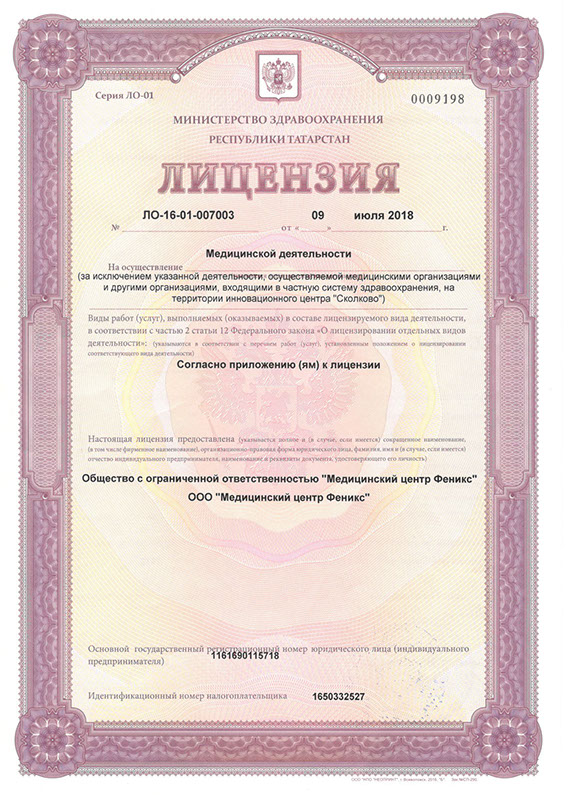 Серия ЛО-01
0009198
МИНИСТЕРСТВО ЗДРАВООХРАНЕНИЯ
РЕСПУБЛИКИ ТАТАРСТАН
ЛИЦЕНЗИЯ
№ ЛО-16-01-007003 от « 09 » июля 2018 г.
На осуществление Медицинской деятельности
(за исключением указанной деятельности, осуществляемой медицинскими организациями
и другими организациями, входящими в частную систему здравоохранения, на
территории инновационного центра "Сколково")
Виды работ (услуг), выполняемых (оказываемых) в составе лицензируемого вида деятельности,
в соответствии с частью 2 статьи 12 Федерального закона «О лицензировании отдельных видов
деятельности»: (указываются в соответствии с перечнем работ (услуг), установленным положением о лицензировании
соответствующего вида деятельности)
Согласно приложению (ям) к лицензии
Настоящая лицензия предоставлена (указывается полное и (в случае, если имеется) сокращенное наименование,
(в том числе фирменное наименование), организационно-правовая форма юридического лица, фамилия, имя и (в случае, если имеется)
отчество индивидуального предпринимателя, наименование и реквизиты документа, удостоверяющего его личность)
Общество с ограниченной ответственностью "Медицинский центр Феникс"
ООО "Медицинский центр Феникс"
Основной государственный регистрационный номер юридического лица (индивидуального
предпринимателя) 1161690115718
Идентификационный номер налогоплательщика 1650332527